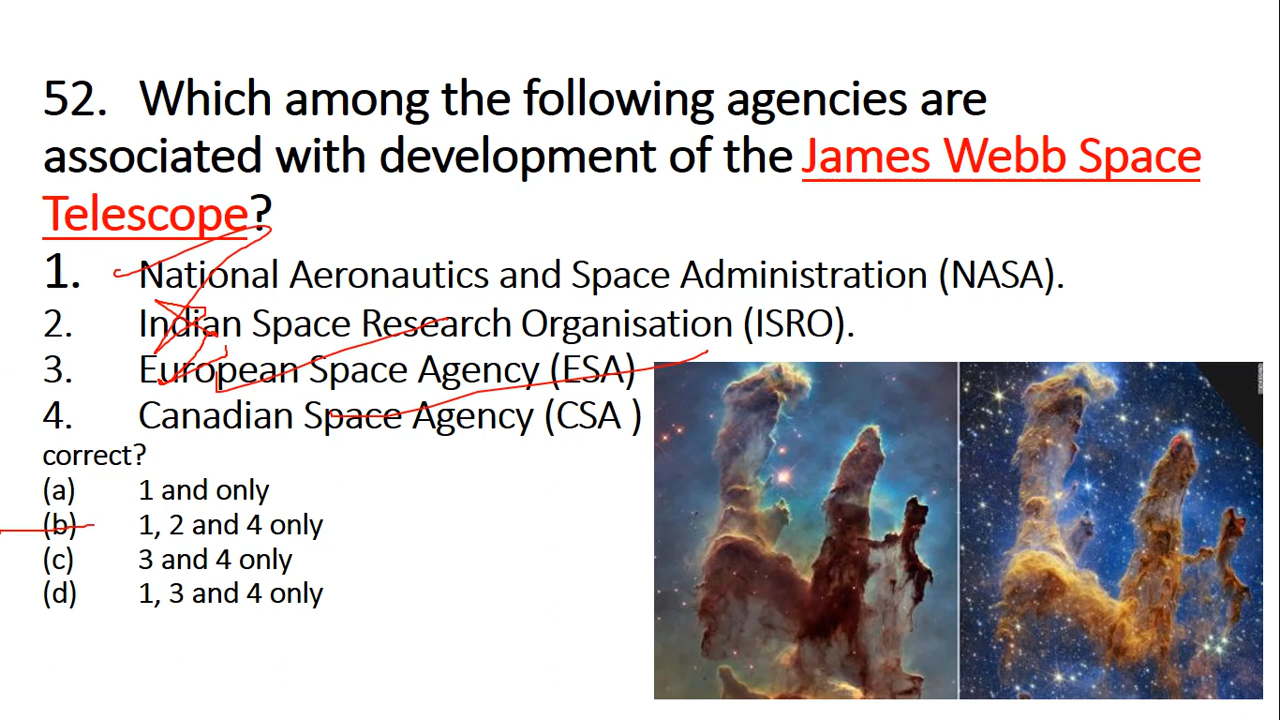 52. Which among the following agencies are
associated with development of the James Webb Space
Telescope?
1. National Aeronautics and Space Administration (NASA).
2. Indian Space Research Organisation (ISRO).
3. European Space Agency (ESA)
4. Canadian Space Agency (CSA )
correct?
(a) 1 and only
(b) 1, 2 and 4 only
(c) 3 and 4 only
(d) 1, 3 and 4 only